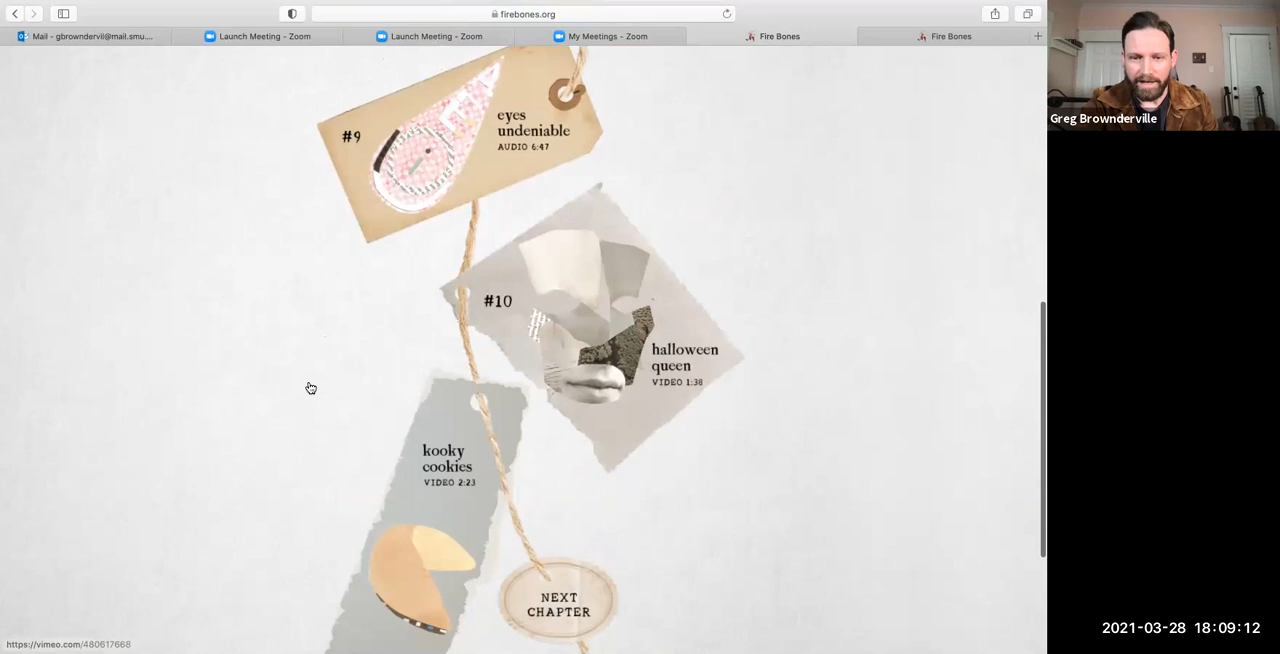 firebones.org
Mail - gbrowndervil@mail.smu....
Launch Meeting - Zoom
Launch Meeting - Zoom
My Meetings - Zoom
Fire Bones
Fire Bones
Greg Brownderville
#9
eyes
undeniable
AUDIO 6:47
#10
halloween
queen
VIDEO 1:38
kooky
cookies
VIDEO 2:23
NEXT
CHAPTER
https://vimeo.com/480617668
2021-03-28 18:09:12